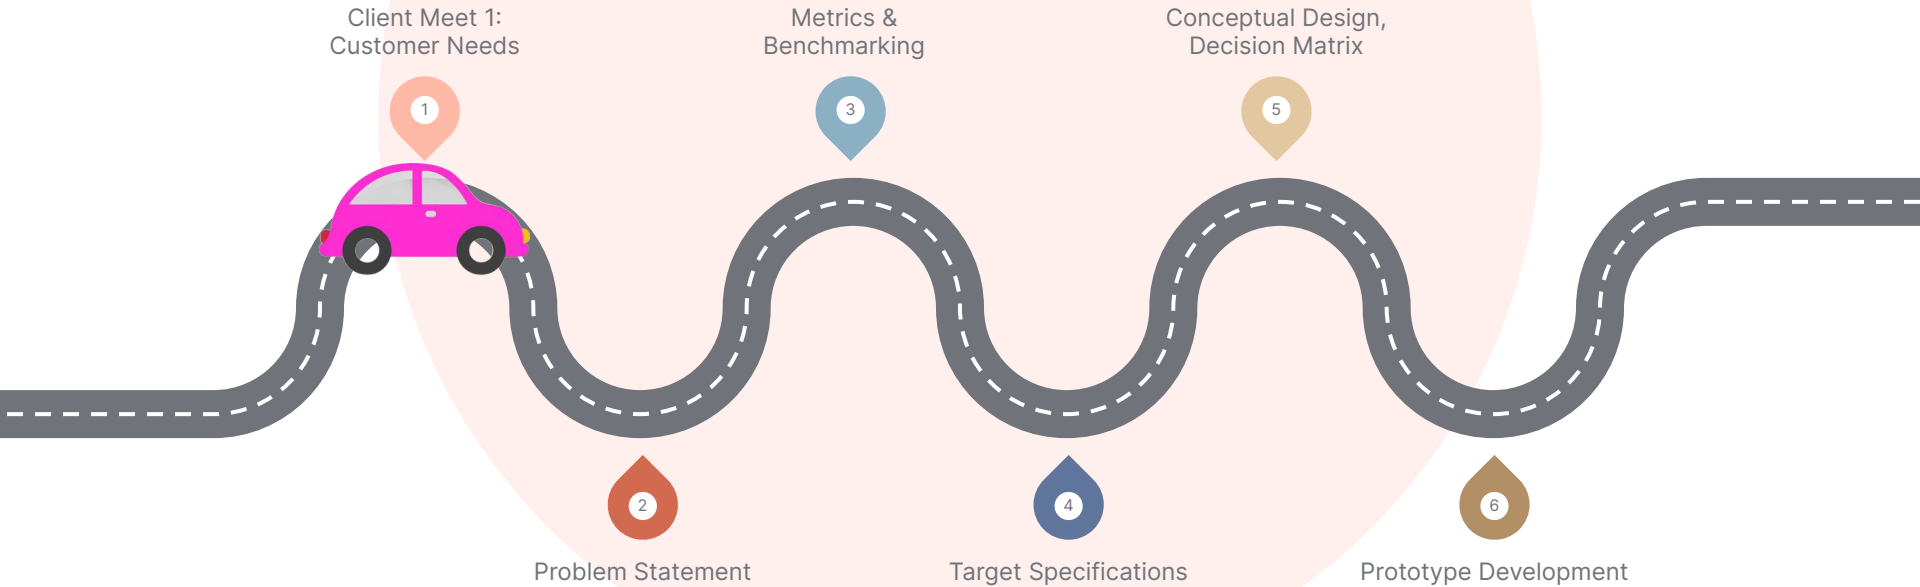 Client Meet 1:
Customer Needs
1
Problem Statement
2
Metrics &
Benchmarking
3
Target Specifications
4
Conceptual Design,
Decision Matrix
5
Prototype Development
6